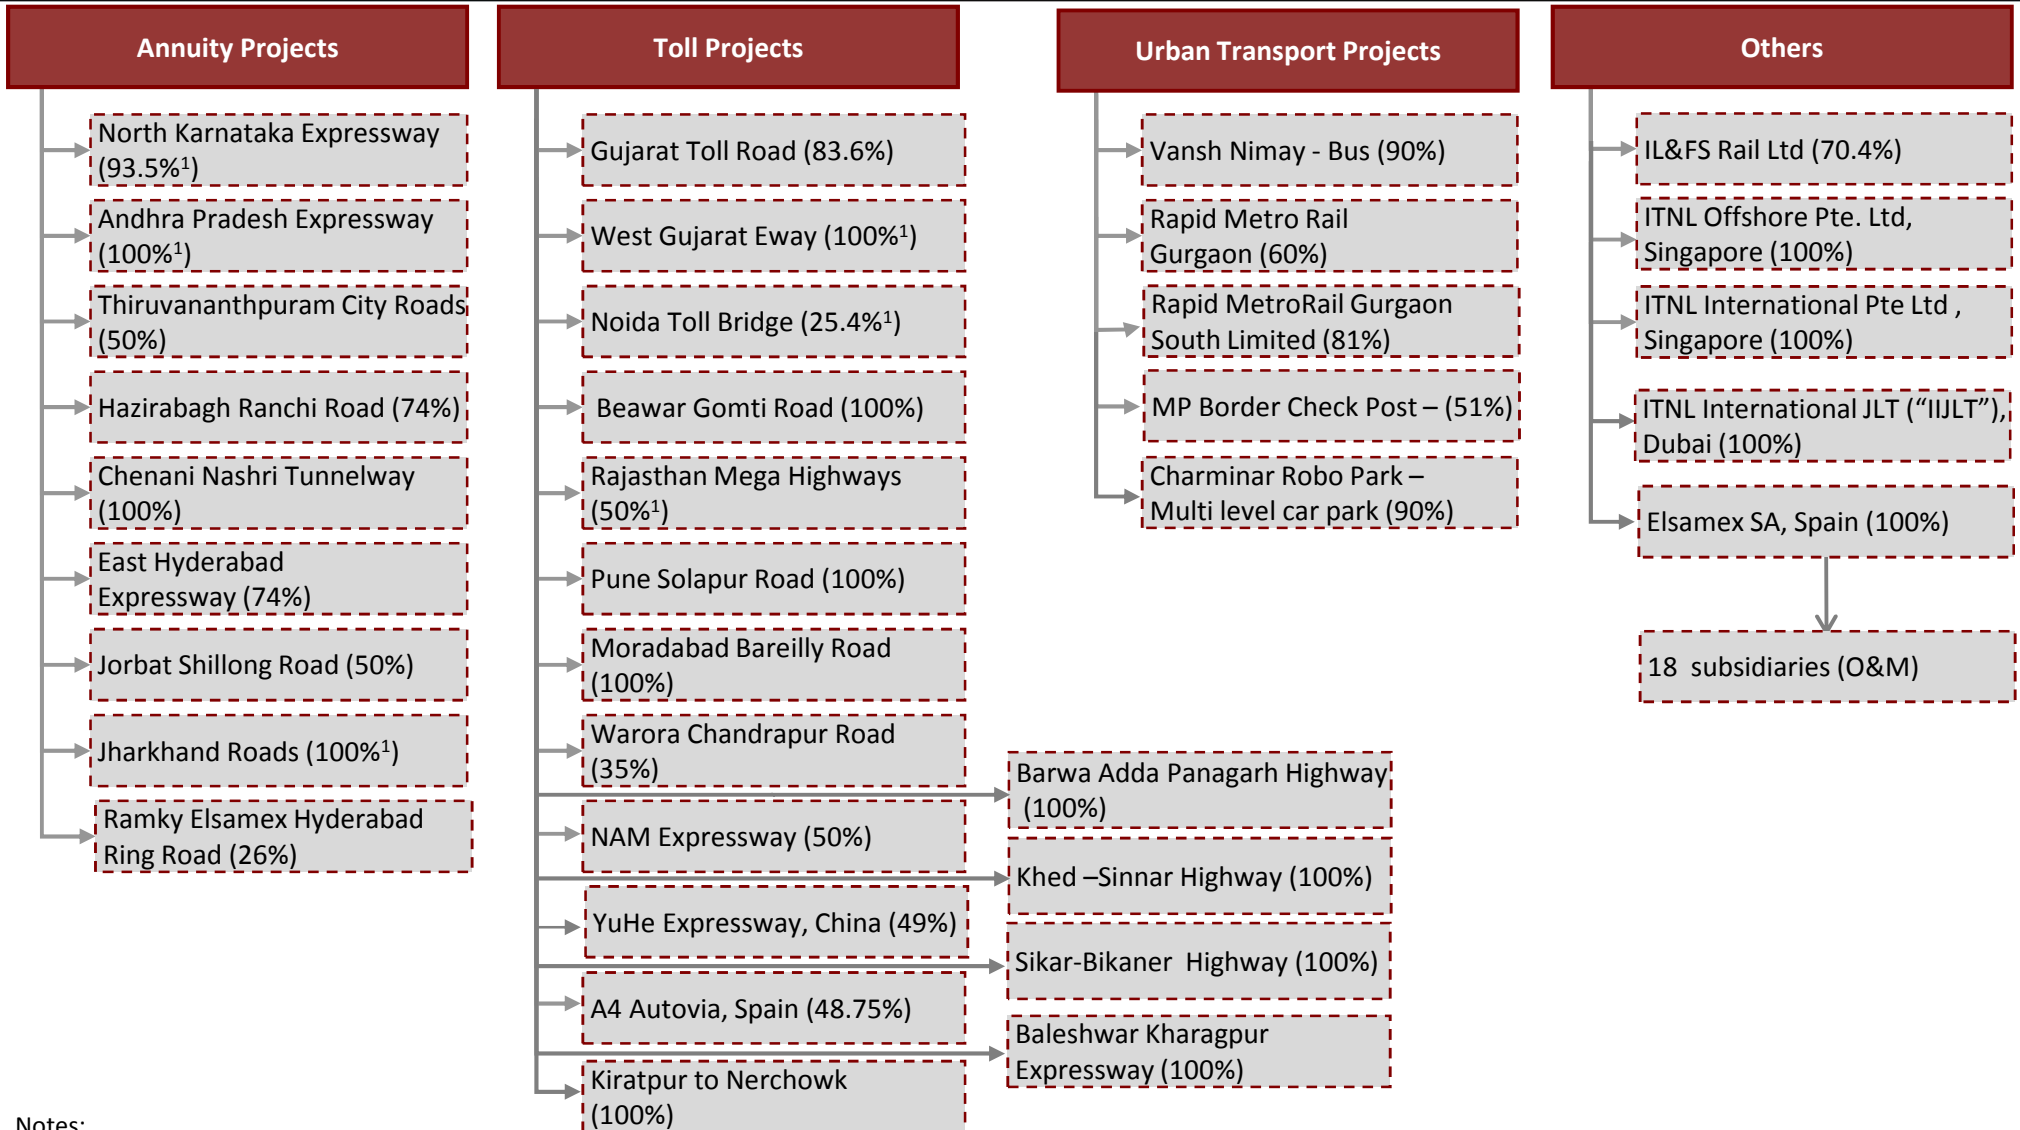 Annuity Projects
North Karnataka Expressway
(93.5%¹)
Andhra Pradesh Expressway
(100%¹)
Thiruvananthpuram City Roads
(50%)
Hazirabagh Ranchi Road (74%)
Chenani Nashri Tunnelway
(100%)
East Hyderabad
Expressway (74%)
Jorbat Shillong Road (50%)
Jharkhand Roads (100%¹)
Ramky Elsamex Hyderabad
Ring Road (26%)
Toll Projects
Gujarat Toll Road (83.6%)
West Gujarat Eway (100%¹)
Noida Toll Bridge (25.4%¹)
Beawar Gomti Road (100%)
Rajasthan Mega Highways
(50%¹)
Pune Solapur Road (100%)
Moradabad Bareilly Road
(100%)
Warora Chandrapur Road
(35%)
NAM Expressway (50%)
YuHe Expressway, China (49%)
A4 Autovia, Spain (48.75%)
Kiratpur to Nerchowk
(100%)
Barwa Adda Panagarh Highway
(100%)
Khed –Sinnar Highway (100%)
Sikar-Bikaner Highway (100%)
Baleshwar Kharagpur
Expressway (100%)
Urban Transport Projects
Vansh Nimay - Bus (90%)
Rapid Metro Rail
Gurgaon (60%)
Rapid MetroRail Gurgaon
South Limited (81%)
MP Border Check Post – (51%)
Charminar Robo Park –
Multi level car park (90%)
Others
IL&FS Rail Ltd (70.4%)
ITNL Offshore Pte. Ltd,
Singapore (100%)
ITNL International Pte Ltd ,
Singapore (100%)
ITNL International JLT (“IIJLT”),
Dubai (100%)
Elsamex SA, Spain (100%)
18 subsidiaries (O&M)
Notes: